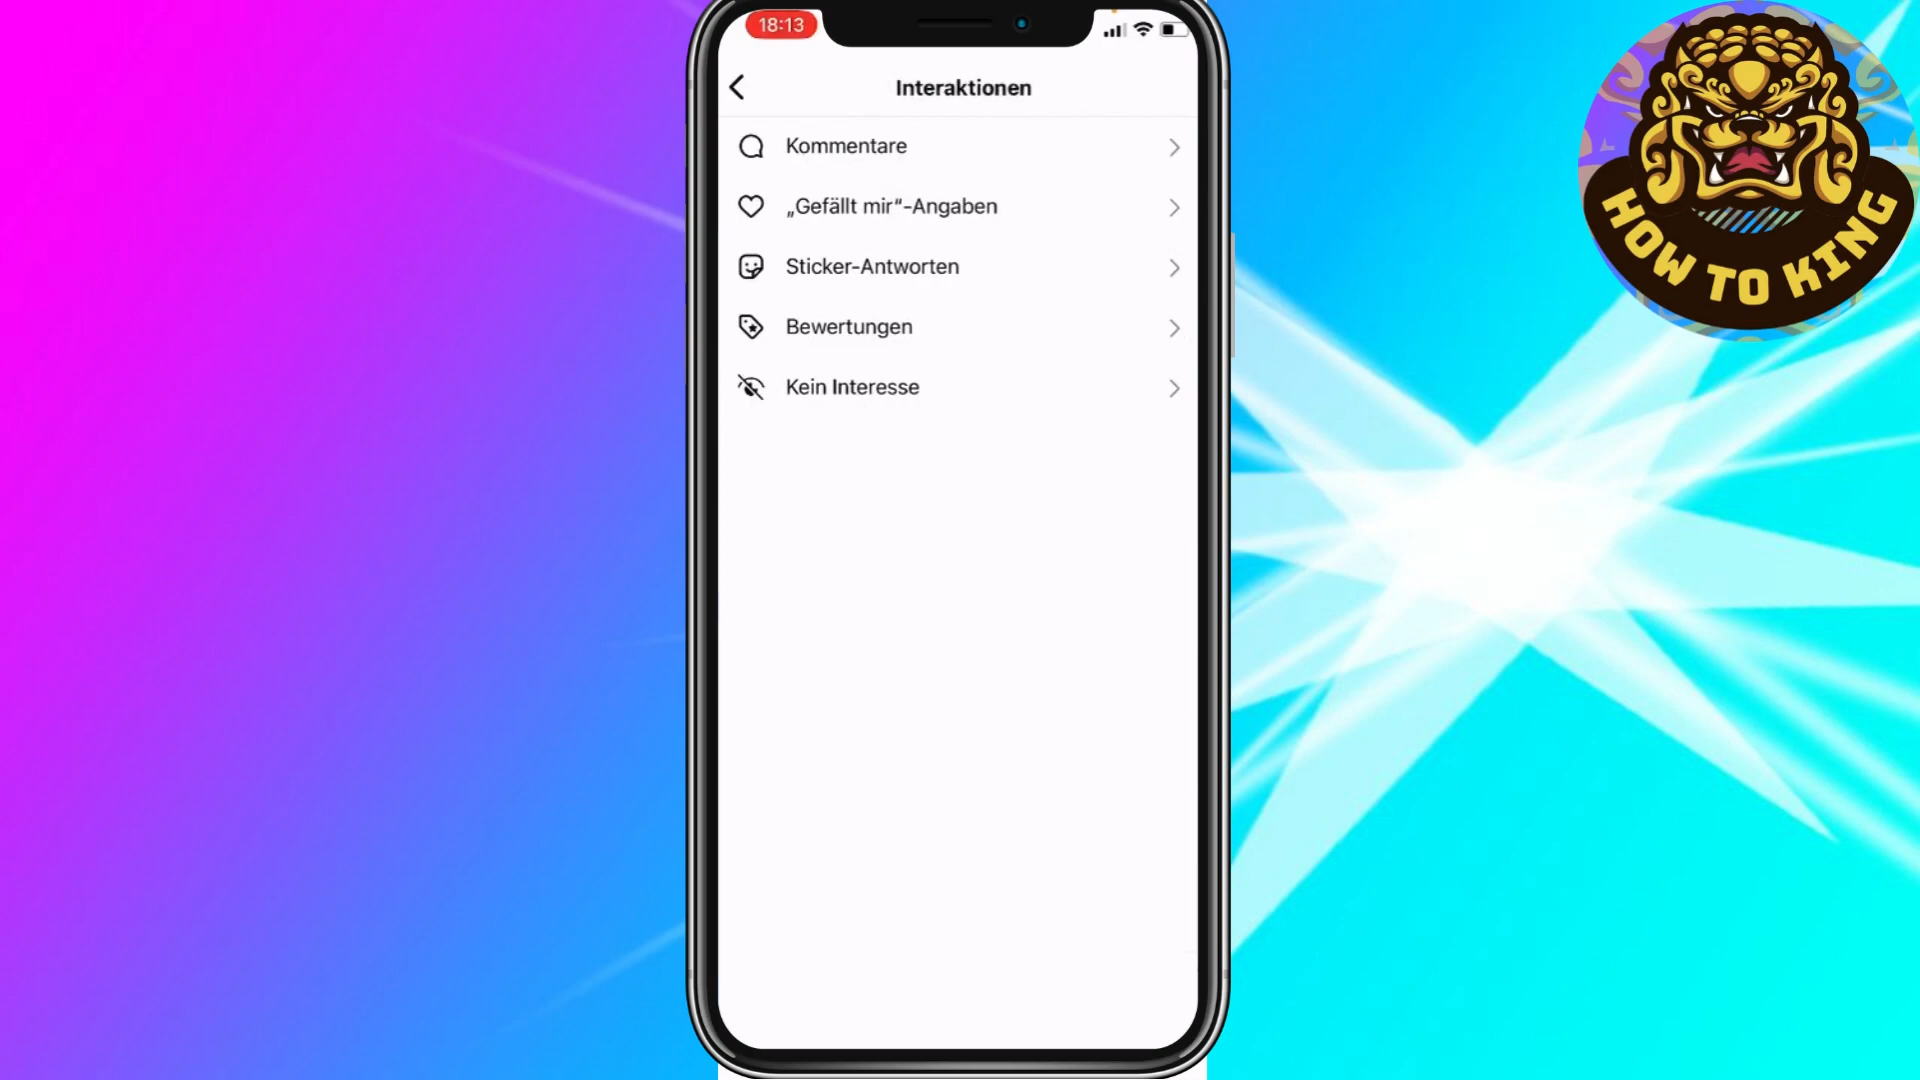 18:13
Interaktionen
Kommentare
„Gefällt mir“-Angaben
Sticker-Antworten
Bewertungen
Kein Interesse
HOW TO KING